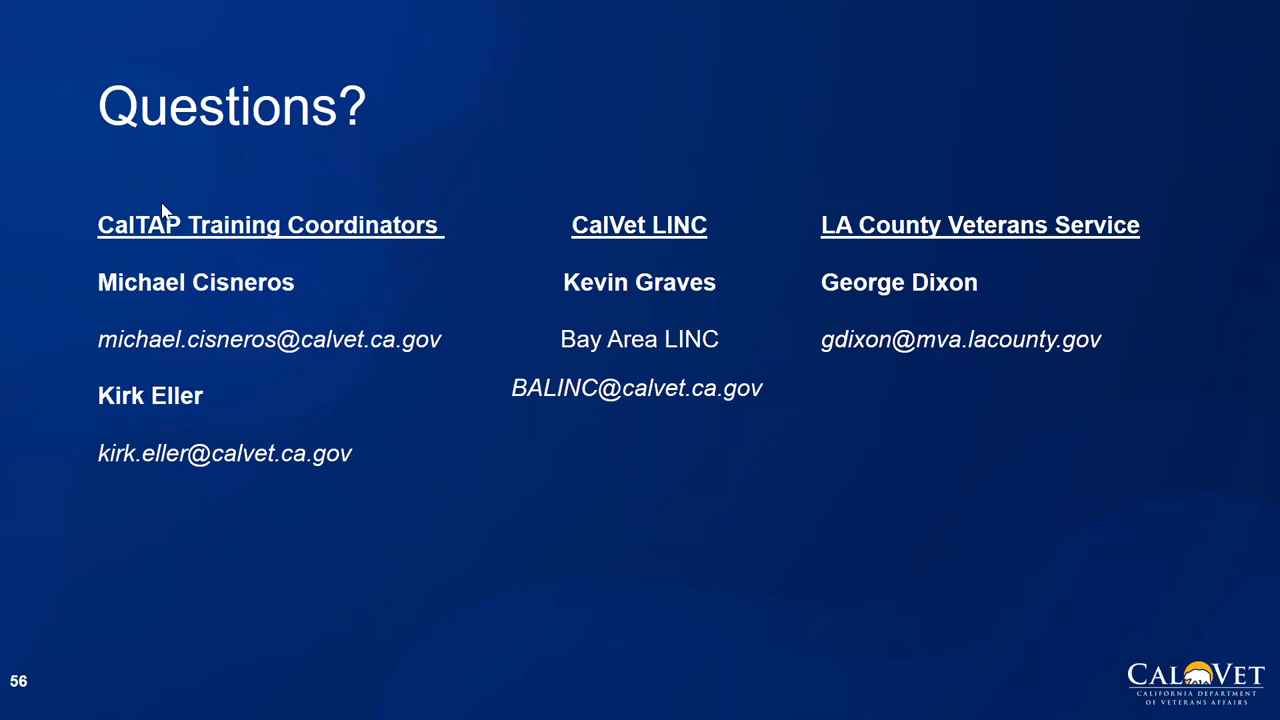 Questions?
CalTAP Training Coordinators
Michael Cisneros
michael.cisneros@calvet.ca.gov
Kirk Eller
kirk.eller@calvet.ca.gov
CalVet LINC
Kevin Graves
Bay Area LINC
BALINC@calvet.ca.gov
LA County Veterans Service
George Dixon
gdixon@mva.lacounty.gov
56
CALVET
CALIFORNIA DEPARTMENT
OF VETERANS AFFAIRS